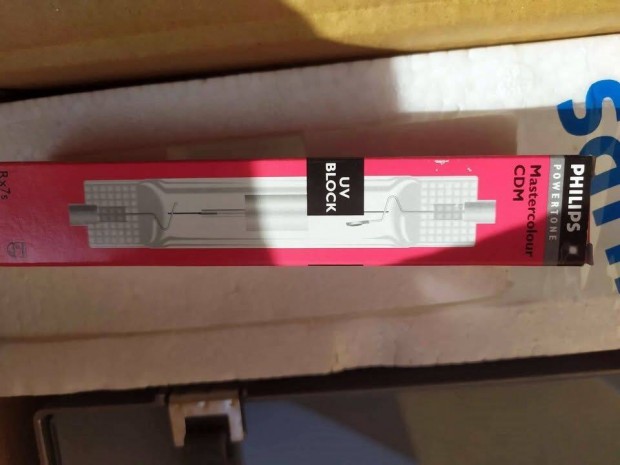 PHILIPS
POWERTONE
Mastercolour
CDM
UV
BLOCK
Rx7s